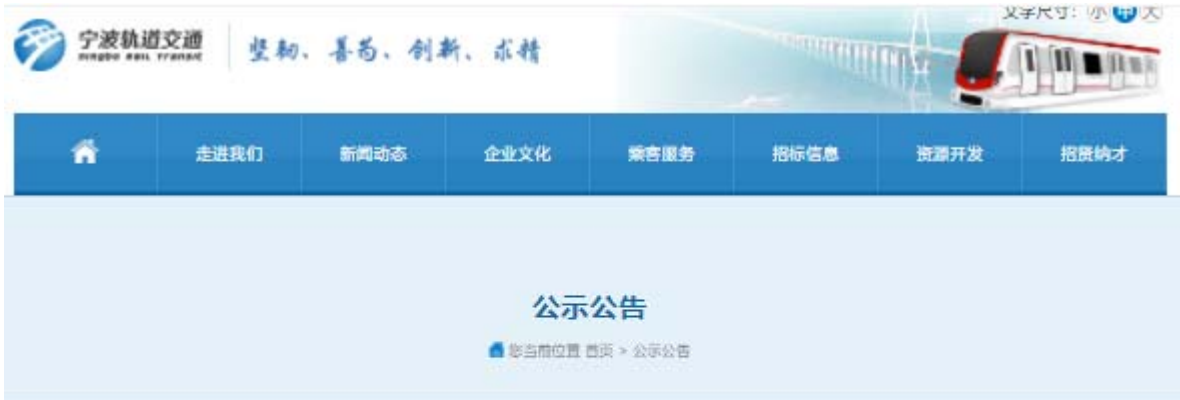 文字尺寸: 小 中 大
宁波轨道交通
NINGBO RAIL TRANSIT
坚韧、善为、创新、求精
走进我们 新闻动态 企业文化 乘客服务 招标信息 资源开发 招贤纳才
公示公告
您当前位置 首页 > 公示公告